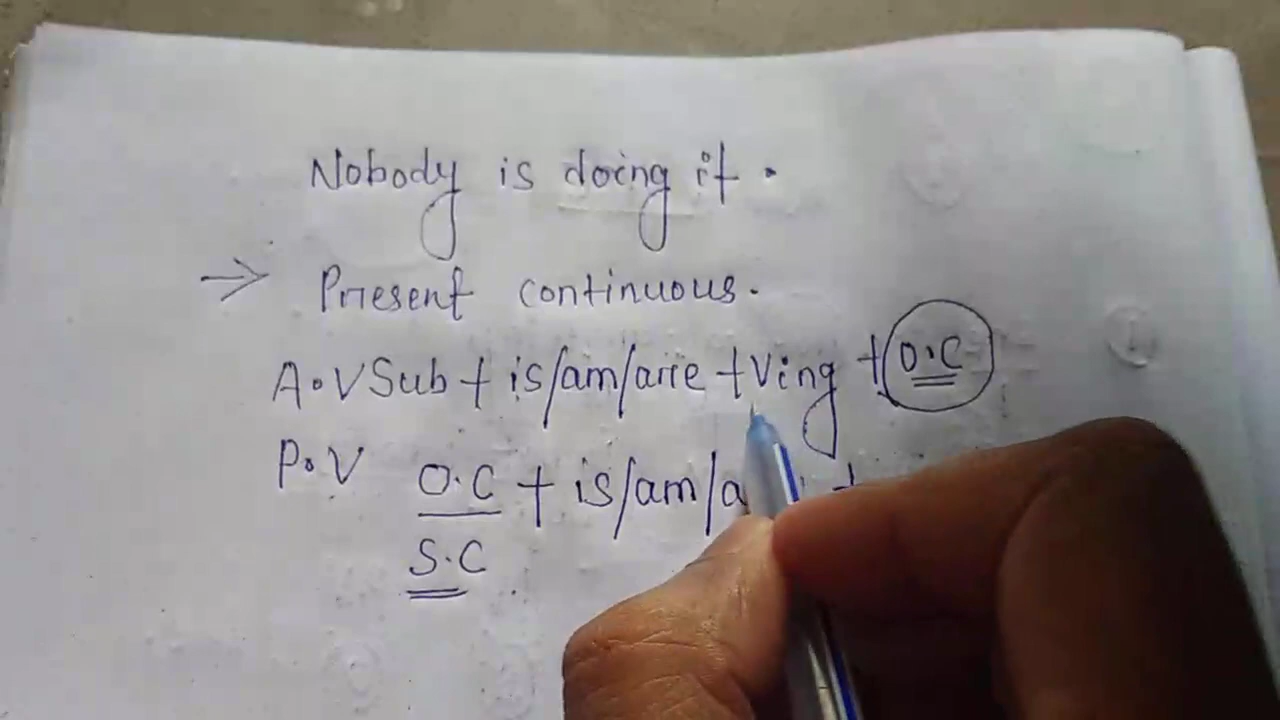 Nobody is doing it.
→ Present continuous.
A.V Sub + is/am/are + Ving + O.C
P.V O.C + is/am/a +
S.C